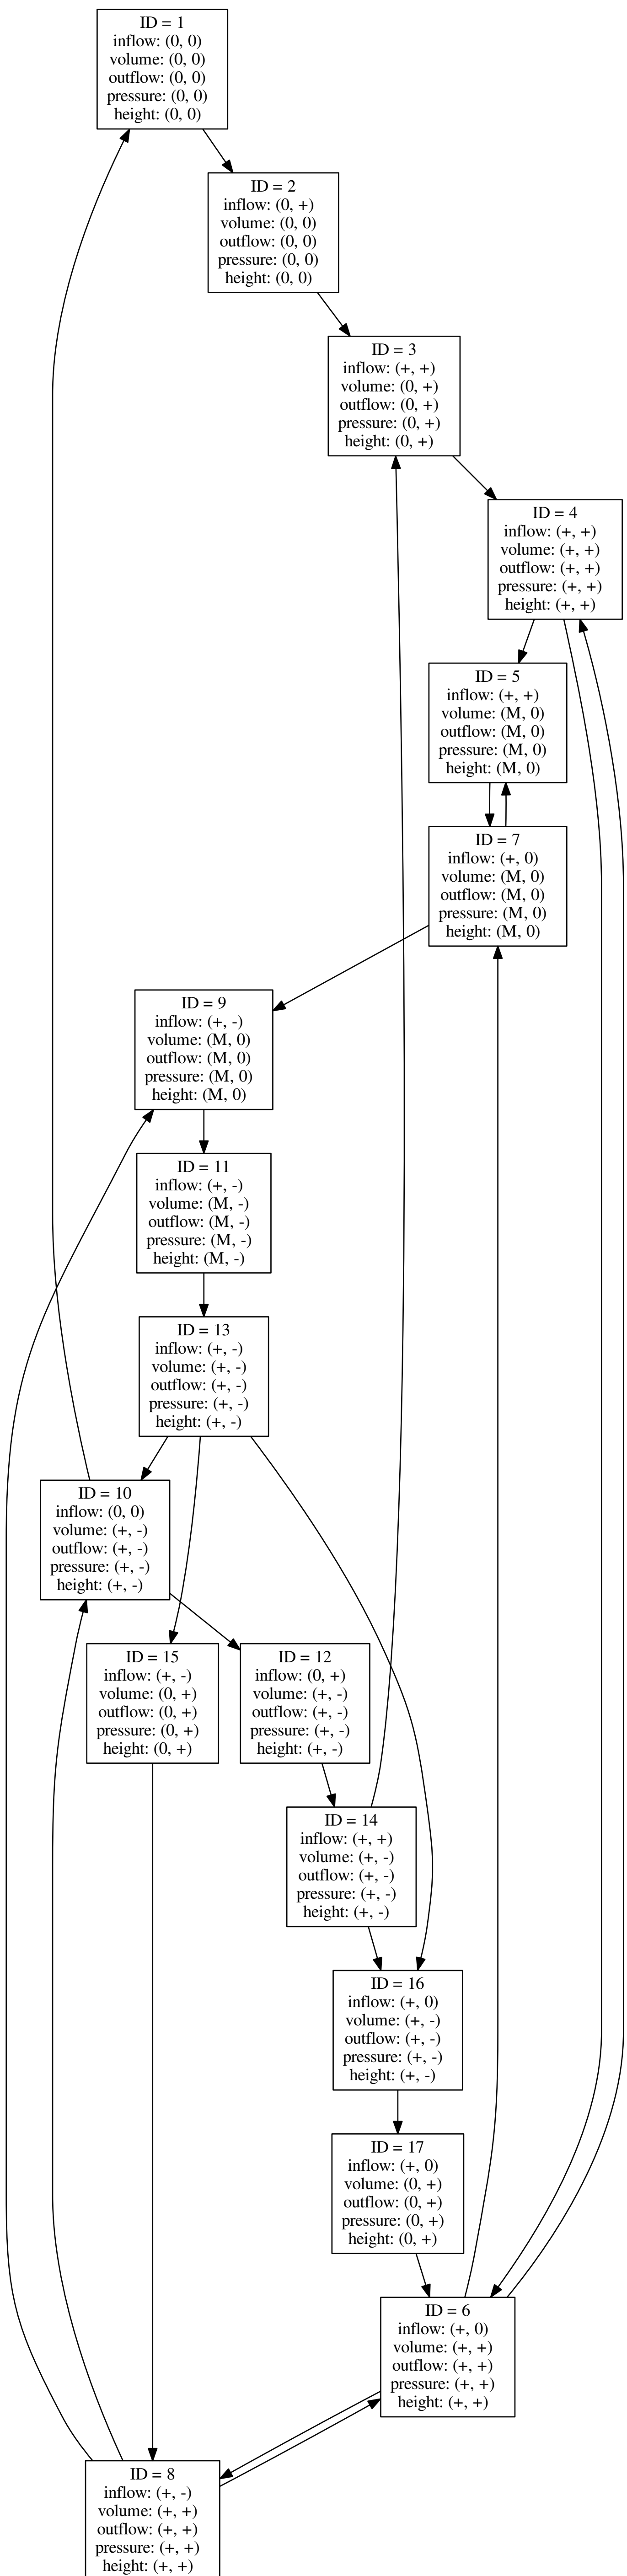 ID = 1
inflow: (0, 0)
volume: (0, 0)
outflow: (0, 0)
pressure: (0, 0)
height: (0, 0)
ID = 2
inflow: (0, +)
volume: (0, 0)
outflow: (0, 0)
pressure: (0, 0)
height: (0, 0)
ID = 3
inflow: (+, +)
volume: (0, +)
outflow: (0, +)
pressure: (0, +)
height: (0, +)
ID = 4
inflow: (+, +)
volume: (+, +)
outflow: (+, +)
pressure: (+, +)
height: (+, +)
ID = 5
inflow: (+, +)
volume: (M, 0)
outflow: (M, 0)
pressure: (M, 0)
height: (M, 0)
ID = 7
inflow: (+, 0)
volume: (M, 0)
outflow: (M, 0)
pressure: (M, 0)
height: (M, 0)
ID = 9
inflow: (+, -)
volume: (M, 0)
outflow: (M, 0)
pressure: (M, 0)
height: (M, 0)
ID = 11
inflow: (+, -)
volume: (M, -)
outflow: (M, -)
pressure: (M, -)
height: (M, -)
ID = 13
inflow: (+, -)
volume: (+, -)
outflow: (+, -)
pressure: (+, -)
height: (+, -)
ID = 10
inflow: (0, 0)
volume: (+, -)
outflow: (+, -)
pressure: (+, -)
height: (+, -)
ID = 15
inflow: (+, -)
volume: (0, +)
outflow: (0, +)
pressure: (0, +)
height: (0, +)
ID = 12
inflow: (0, +)
volume: (+, -)
outflow: (+, -)
pressure: (+, -)
height: (+, -)
ID = 14
inflow: (+, +)
volume: (+, -)
outflow: (+, -)
pressure: (+, -)
height: (+, -)
ID = 16
inflow: (+, 0)
volume: (+, -)
outflow: (+, -)
pressure: (+, -)
height: (+, -)
ID = 17
inflow: (+, 0)
volume: (0, +)
outflow: (0, +)
pressure: (0, +)
height: (0, +)
ID = 6
inflow: (+, 0)
volume: (+, +)
outflow: (+, +)
pressure: (+, +)
height: (+, +)
ID = 8
inflow: (+, -)
volume: (+, +)
outflow: (+, +)
pressure: (+, +)
height: (+, +)